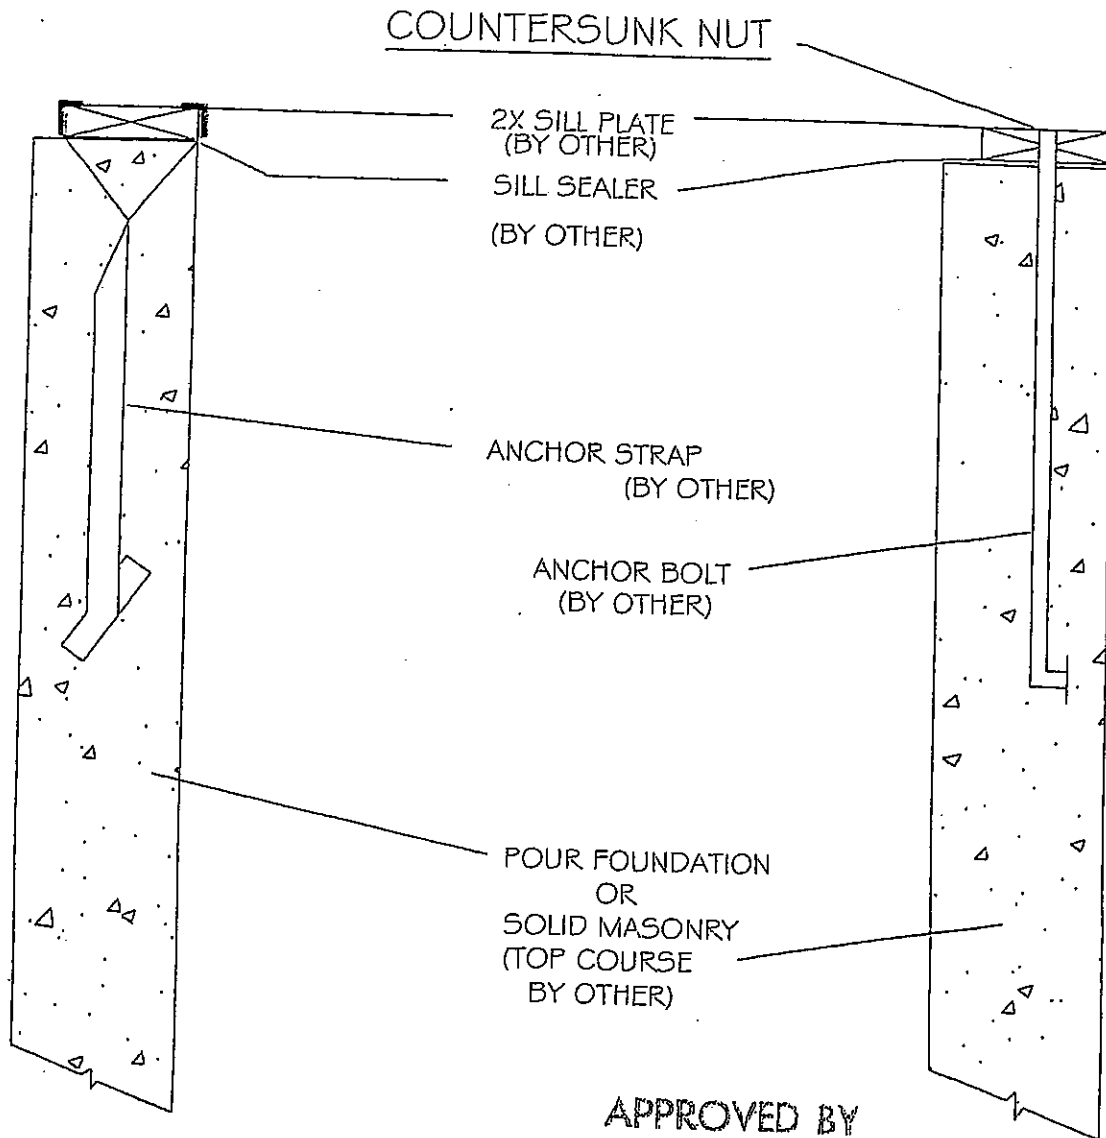 COUNTERSUNK NUT
2X SILL PLATE
(BY OTHER)
SILL SEALER
(BY OTHER)
ANCHOR STRAP
(BY OTHER)
ANCHOR BOLT
(BY OTHER)
POUR FOUNDATION
OR
SOLID MASONRY
(TOP COURSE
BY OTHER)
APPROVED BY